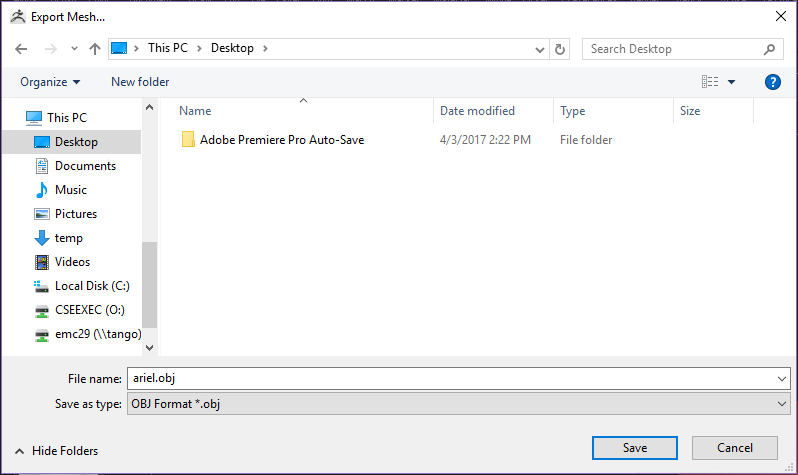 Export Mesh...
This PC Desktop Search Desktop
Organize New folder
Name Date modified Type Size
Adobe Premiere Pro Auto-Save 4/3/2017 2:22 PM File folder
This PC
Desktop
Documents
Music
Pictures
temp
Videos
Local Disk (C:)
CSEEXEC (O:)
emc29 (\\tango)
File name: ariel.obj
Save as type: OBJ Format *.obj
Hide Folders Save Cancel